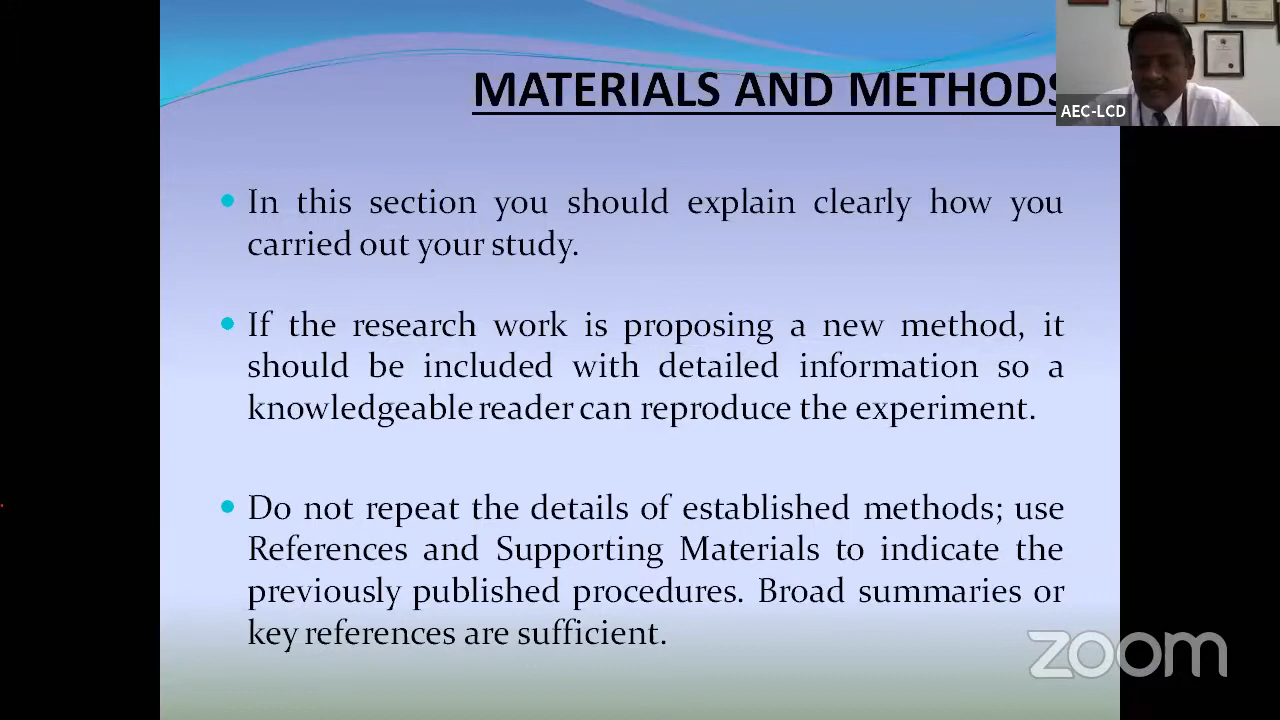 MATERIALS AND METHODS
AEC-LCD
In this section you should explain clearly how you
carried out your study.
If the research work is proposing a new method, it
should be included with detailed information so a
knowledgeable reader can reproduce the experiment.
Do not repeat the details of established methods; use
References and Supporting Materials to indicate the
previously published procedures. Broad summaries or
key references are sufficient.
zoom